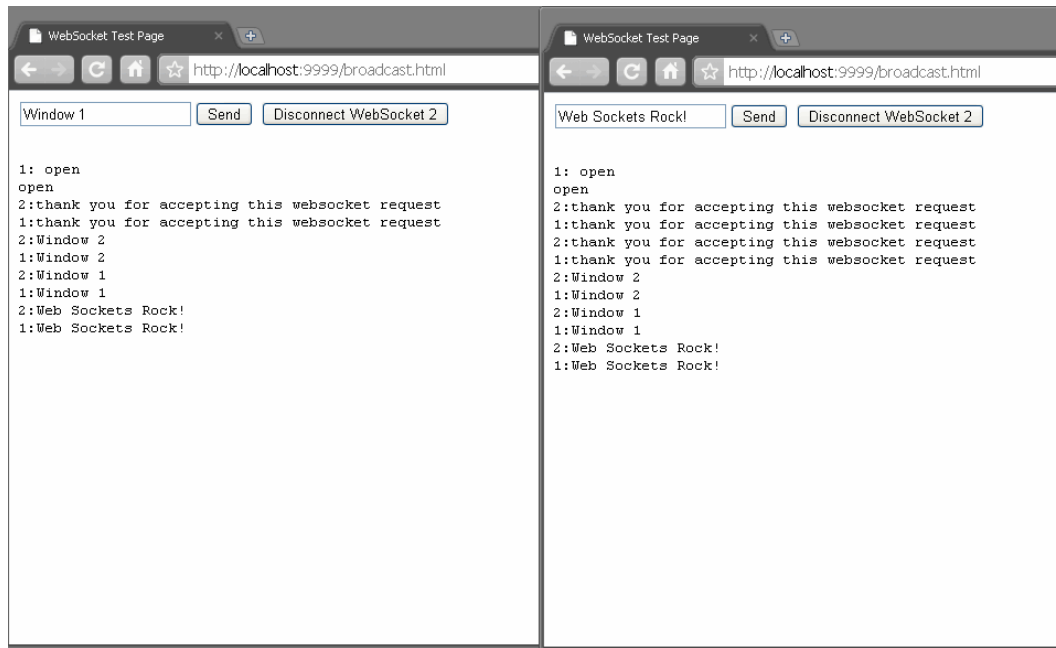 WebSocket Test Page
http://localhost:9999/broadcast.html
Window 1 Send Disconnect WebSocket 2
1: open
open
2:thank you for accepting this websocket request
1:thank you for accepting this websocket request
2:Window 2
1:Window 2
2:Window 1
1:Window 1
2:Web Sockets Rock!
1:Web Sockets Rock!
WebSocket Test Page
http://localhost:9999/broadcast.html
Web Sockets Rock! Send Disconnect WebSocket 2
1: open
open
2:thank you for accepting this websocket request
1:thank you for accepting this websocket request
2:thank you for accepting this websocket request
1:thank you for accepting this websocket request
2:Window 2
1:Window 2
2:Window 1
1:Window 1
2:Web Sockets Rock!
1:Web Sockets Rock!